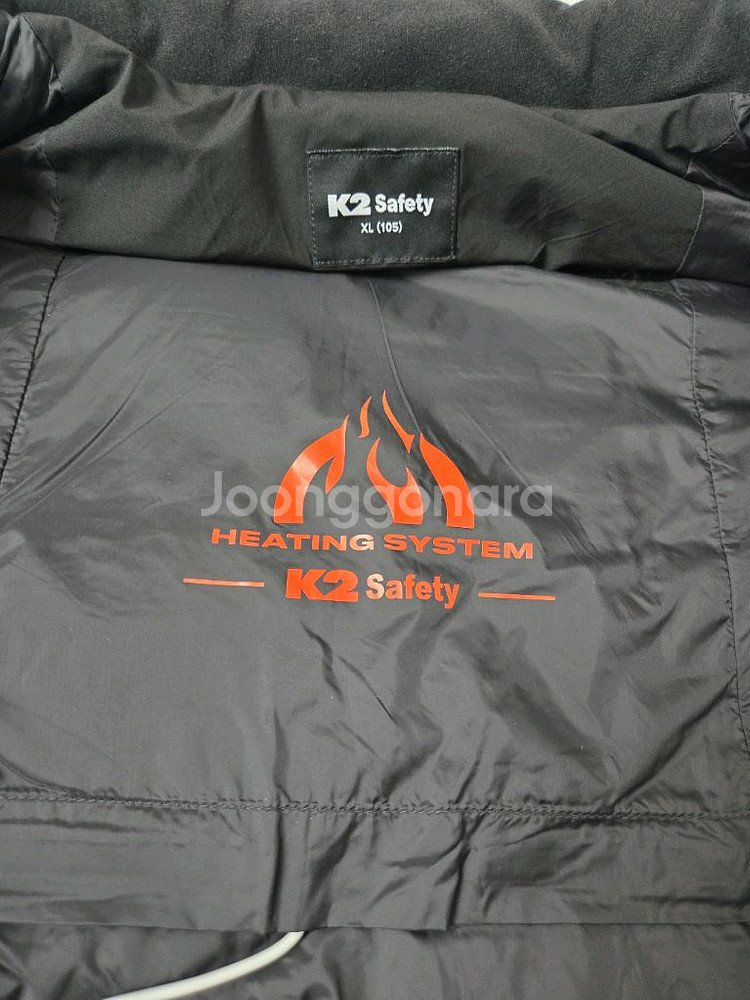 K2 Safety
XL (105)
Joonggonara
HEATING SYSTEM
K2 Safety